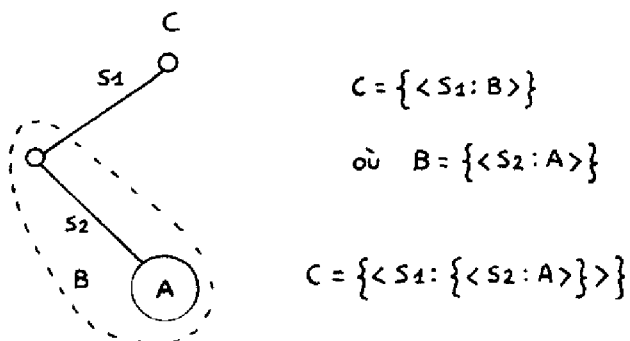 C
S1
C = {<S1: B>}
où B = {<S2: A>}
S2
B
A
C = {<S1: {<S2: A>}>}